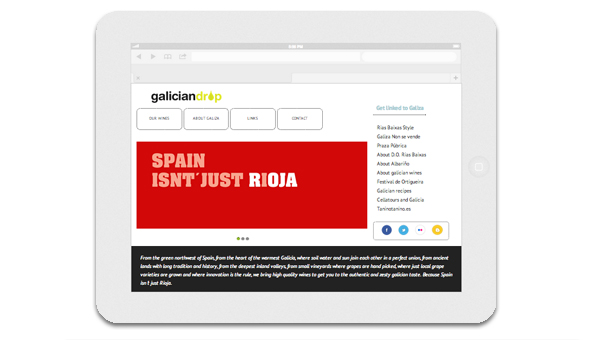 galiciandrop
OUR WINES
ABOUT GALIZA
LINKS
CONTACT
SPAIN
ISNT´JUST RIOJA
Get linked to Galiza
Rias Baixas Style
Galiza Non se vende
Praza Pública
About D.O. Rias Baixas
About Albariño
About galician wines
Festival de Ortigueira
Galician recipes
Cellatours and Galicia
Taninotanino.es
From the green northwest of Spain, from the heart of the warmest Galicia, where soil water and sun join each other in a perfect union, from ancient
lands with long tradition and history, from the deepest inland valleys, from small vineyards where grapes are hand picked, where just local grape
varieties are grown and where innovation is the rule, we bring high quality wines to get you to the authentic and zesty galician taste. Because Spain
isn't just Rioja.